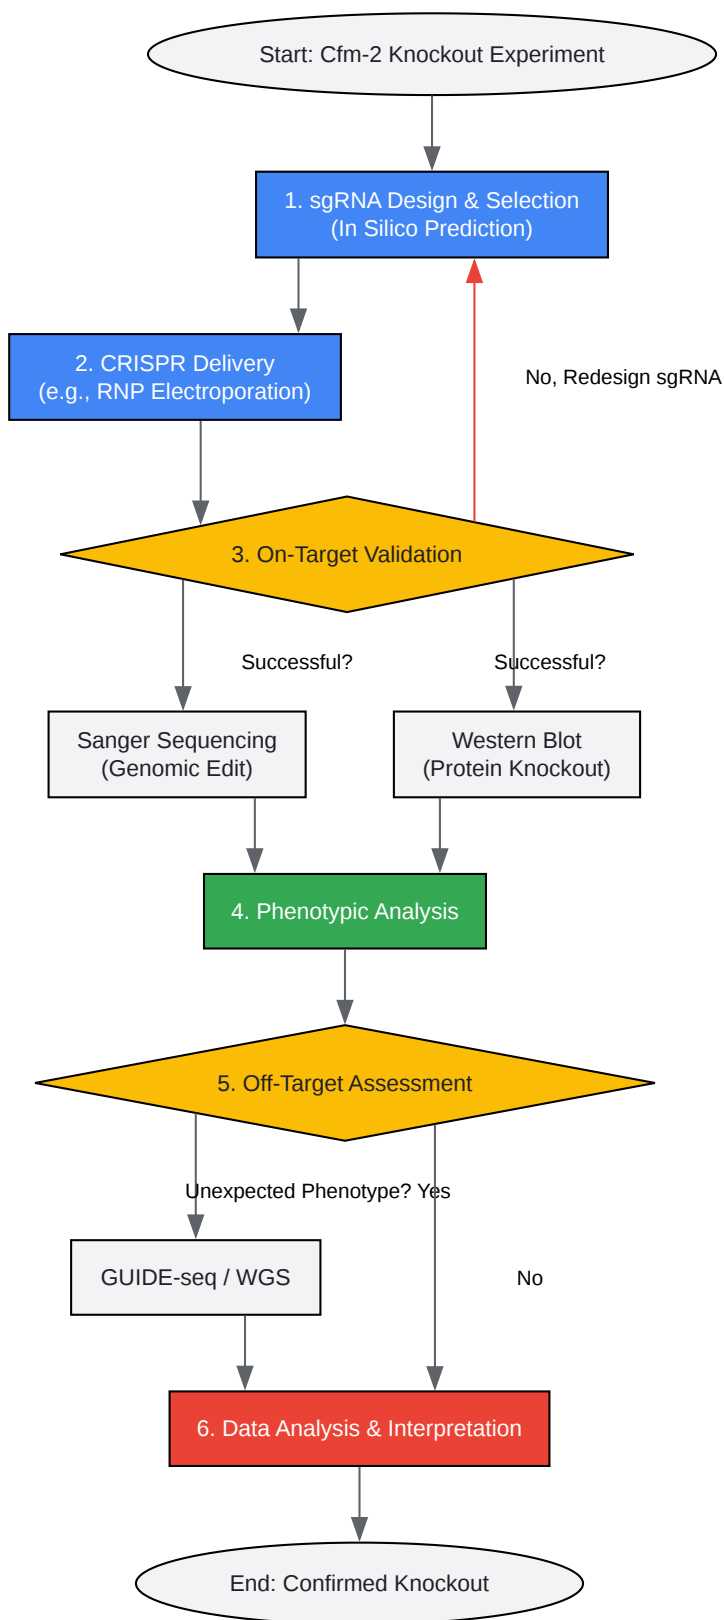 Start: Cfm-2 Knockout Experiment
1. sgRNA Design & Selection
(In Silico Prediction)
2. CRISPR Delivery
(e.g., RNP Electroporation)
No, Redesign sgRNA
3. On-Target Validation
Successful?
Successful?
Sanger Sequencing
(Genomic Edit)
Western Blot
(Protein Knockout)
4. Phenotypic Analysis
5. Off-Target Assessment
Unexpected Phenotype? Yes
GUIDE-seq / WGS
No
6. Data Analysis & Interpretation
End: Confirmed Knockout